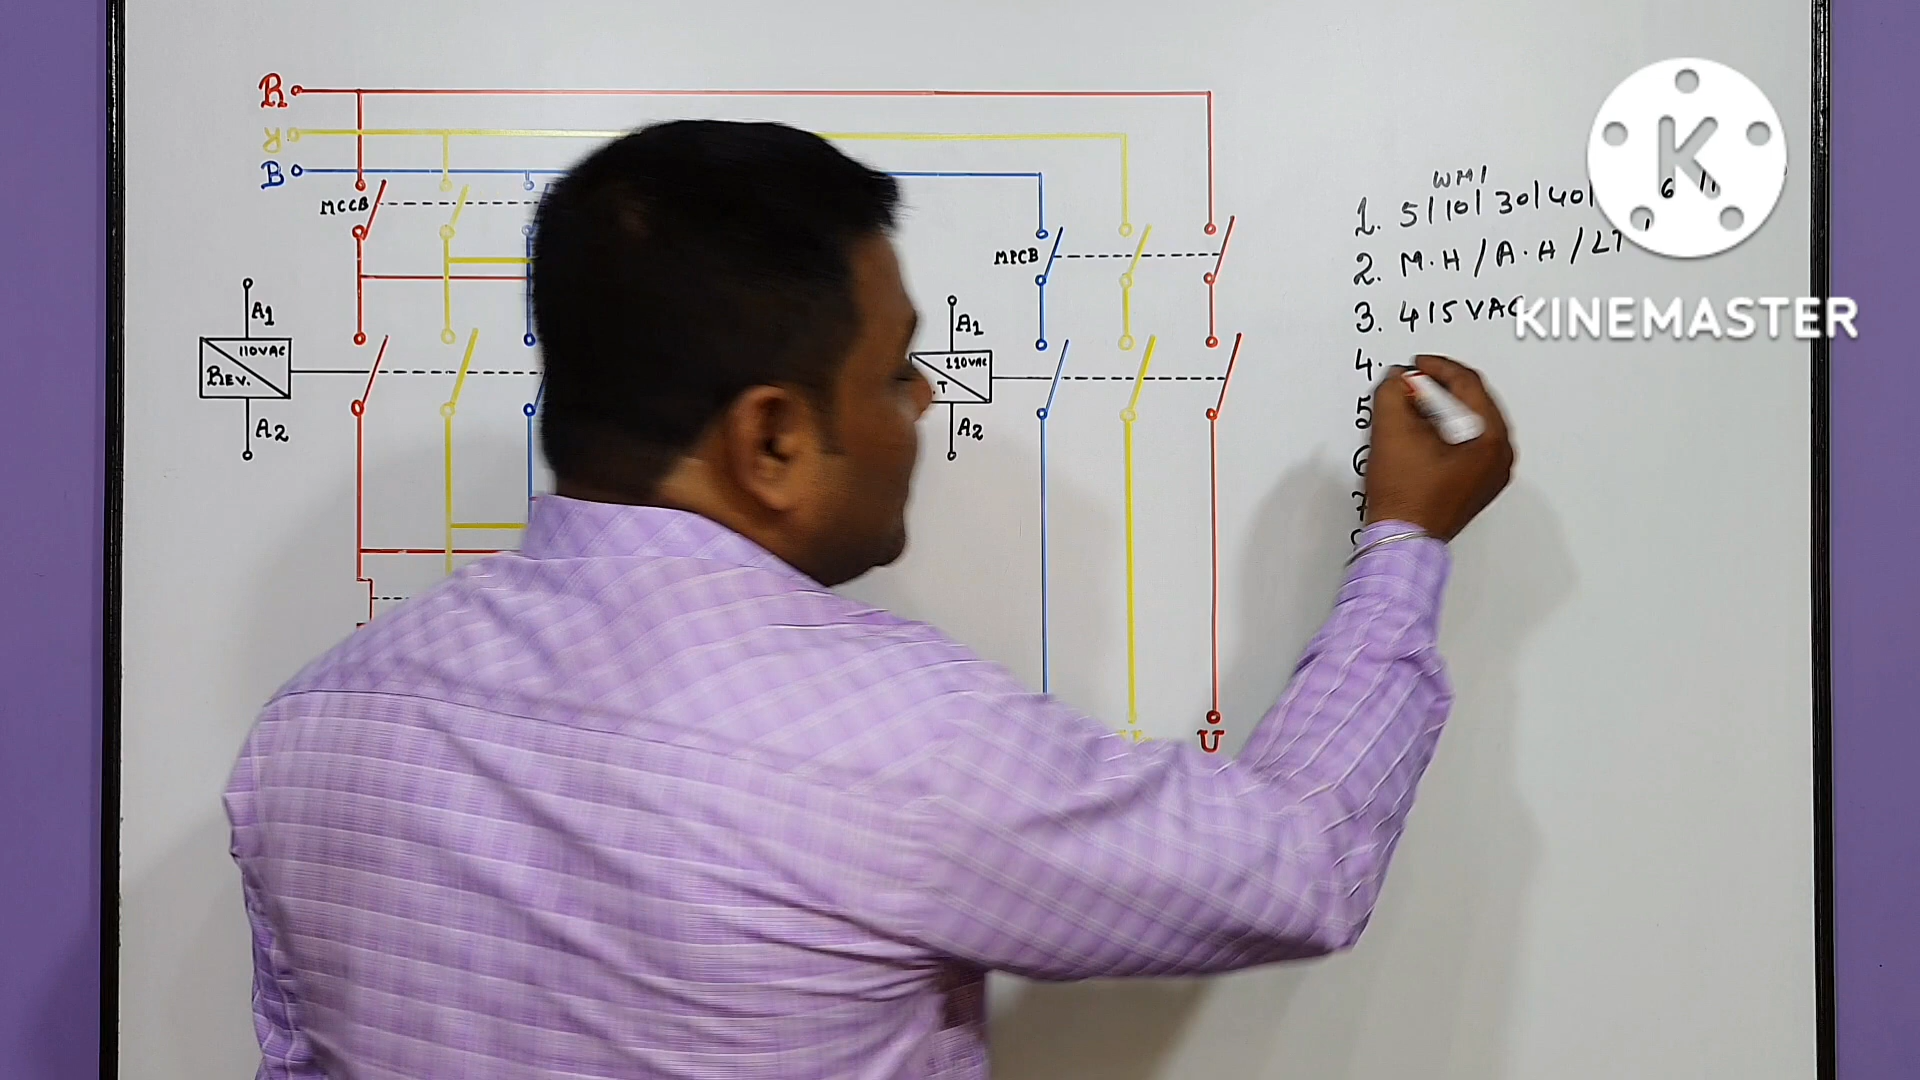 R
Y
B
MCCB
A1
110VAC
REV.
A2
MPCB
A1
110VAC
.T
A2
U
WMI
1. 5/10/30/40/ 6
2. M.H/A.H/LT
3. 415VAC
4.
5
6
7
K
KINEMASTER